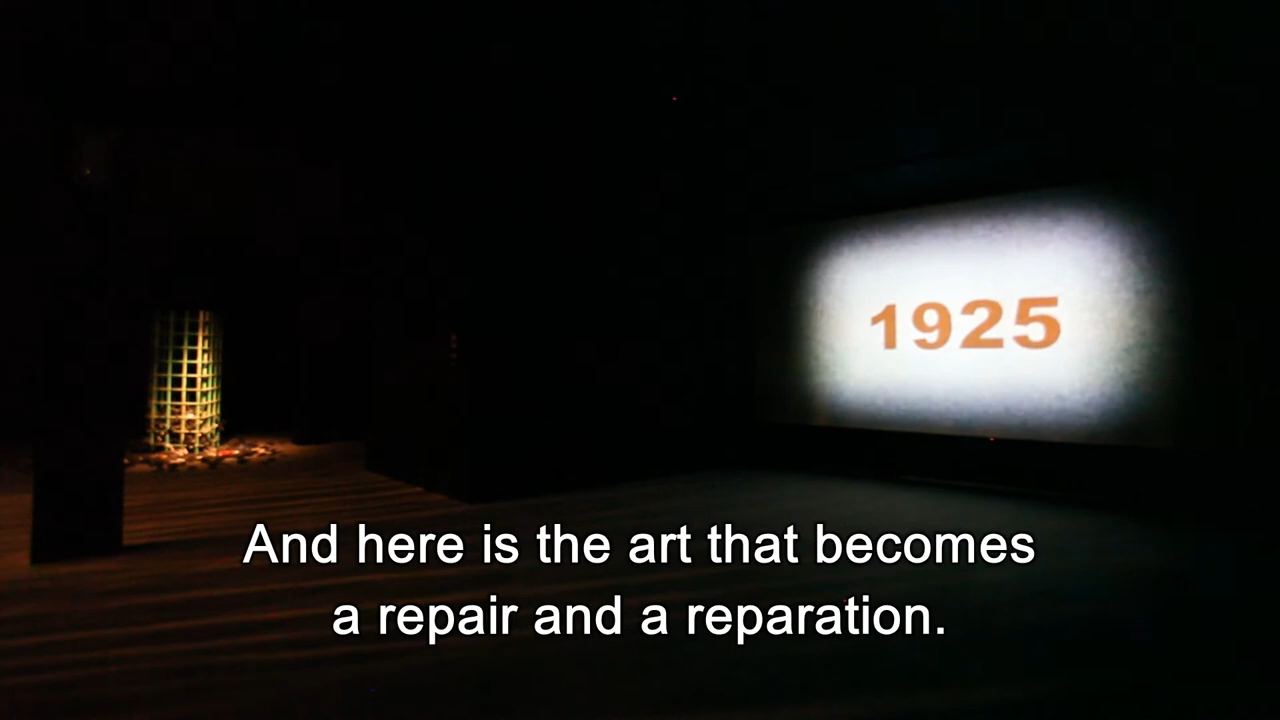 1925
And here is the art that becomes
a repair and a reparation.